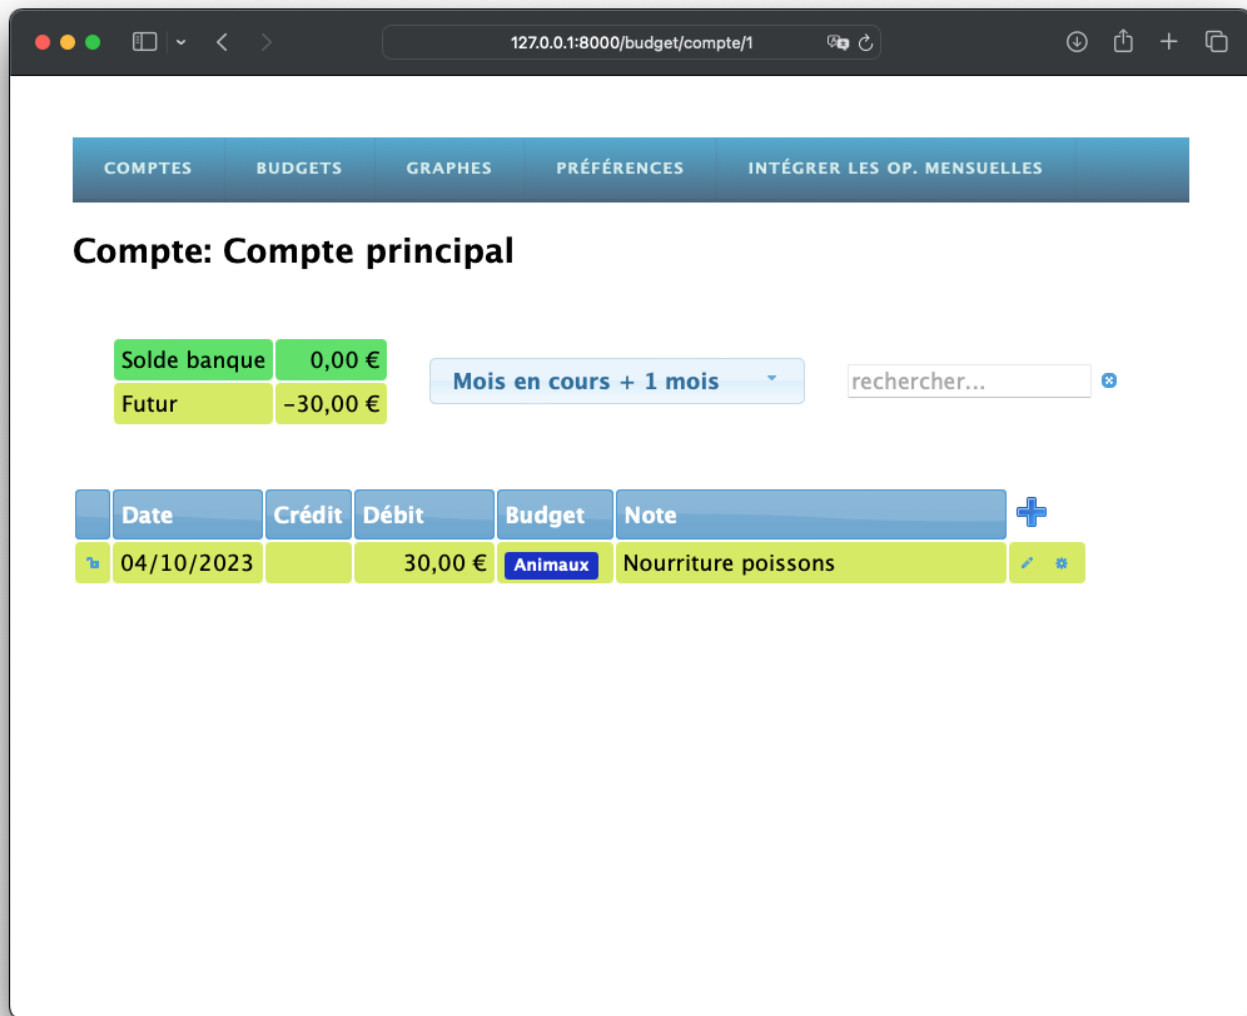 127.0.0.1:8000/budget/compte/1
COMPTES BUDGETS GRAPHES PRÉFÉRENCES INTÉGRER LES OP. MENSUELLES
Compte: Compte principal
Solde banque 0,00 €
Futur -30,00 €
Mois en cours + 1 mois
rechercher...
Date Crédit Débit Budget Note
04/10/2023 30,00 € Animaux Nourriture poissons